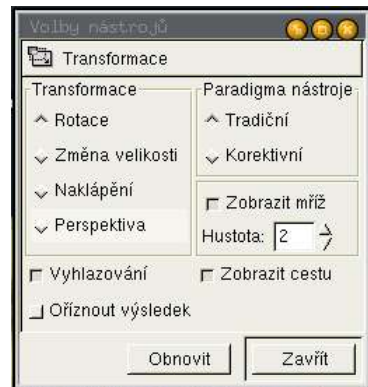 Volby nástrojů
Transformace
Transformace
Rotace
Změna velikosti
Naklápění
Perspektiva
Paradigma nástroje
Tradiční
Korektivní
Zobrazit mříž
Hustota: 2
Vyhlazování
Zobrazit cestu
Oříznout výsledek
Obnovit
Zavřít